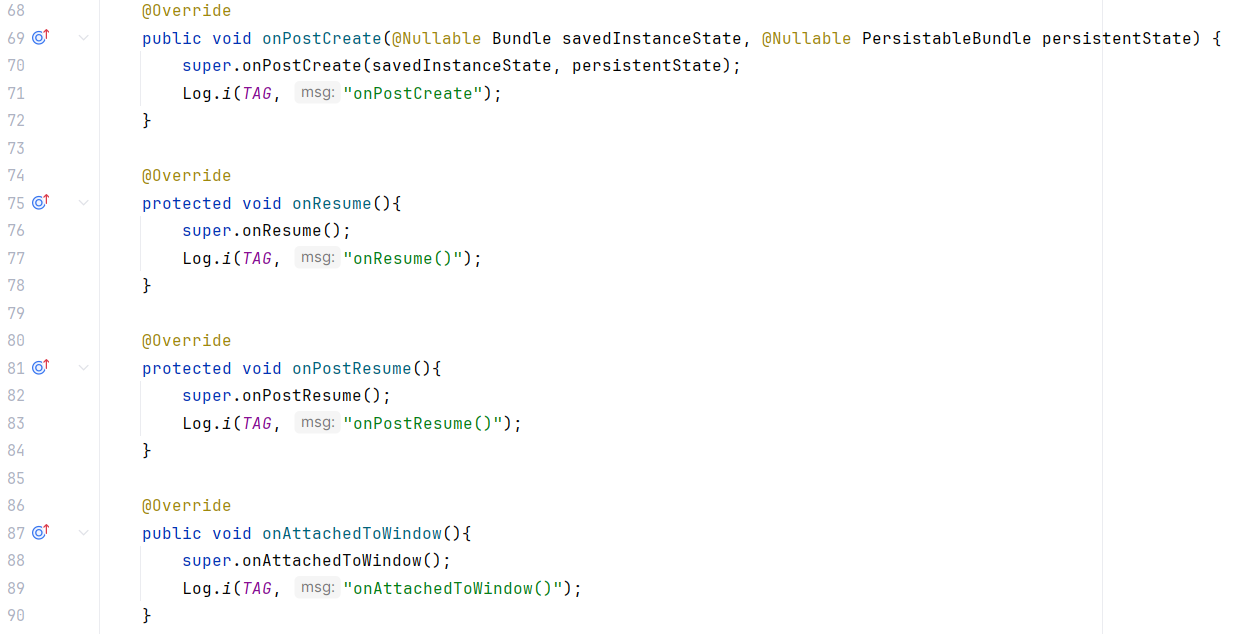 68 @Override
69 public void onPostCreate(@Nullable Bundle savedInstanceState, @Nullable PersistableBundle persistentState) {
70 super.onPostCreate(savedInstanceState, persistentState);
71 Log.i(TAG, msg: "onPostCreate");
72 }
73
74 @Override
75 protected void onResume(){
76 super.onResume();
77 Log.i(TAG, msg: "onResume()");
78 }
79
80 @Override
81 protected void onPostResume(){
82 super.onPostResume();
83 Log.i(TAG, msg: "onPostResume()");
84 }
85
86 @Override
87 public void onAttachedToWindow(){
88 super.onAttachedToWindow();
89 Log.i(TAG, msg: "onAttachedToWindow()");
90 }